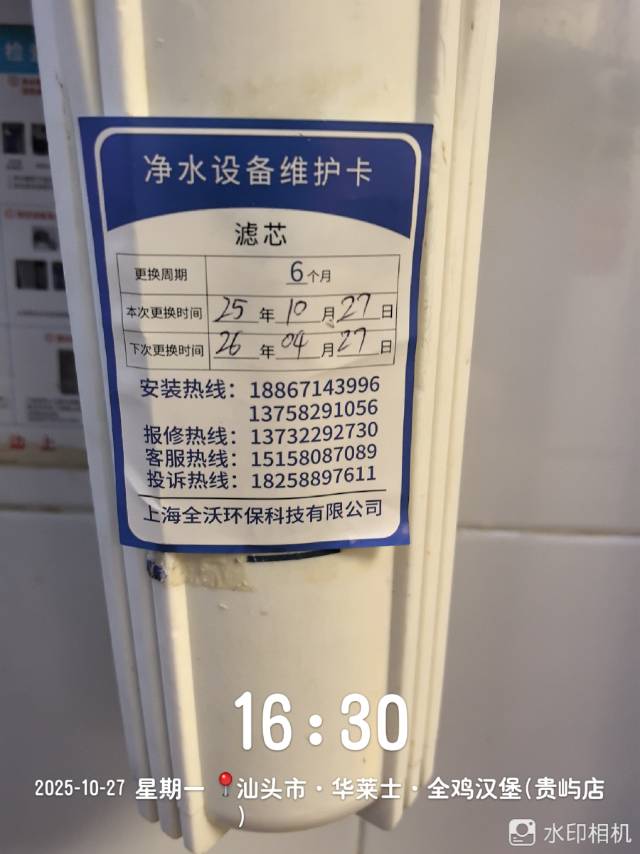 净水设备维护卡
滤芯
更换周期 6个月
本次更换时间 25年10月27日
下次更换时间 26年04月27日
安装热线：18867143996
13758291056
报修热线：13732292730
客服热线：15158087089
投诉热线：18258897611
上海全沃环保科技有限公司
16:30
2025-10-27 星期一 汕头市·华莱士·全鸡汉堡(贵屿店
)
水印相机